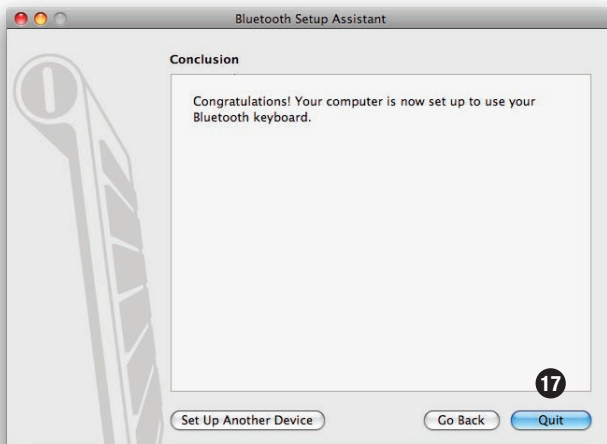 Bluetooth Setup Assistant
Conclusion
Congratulations! Your computer is now set up to use your
Bluetooth keyboard.
17
Set Up Another Device
Go Back
Quit